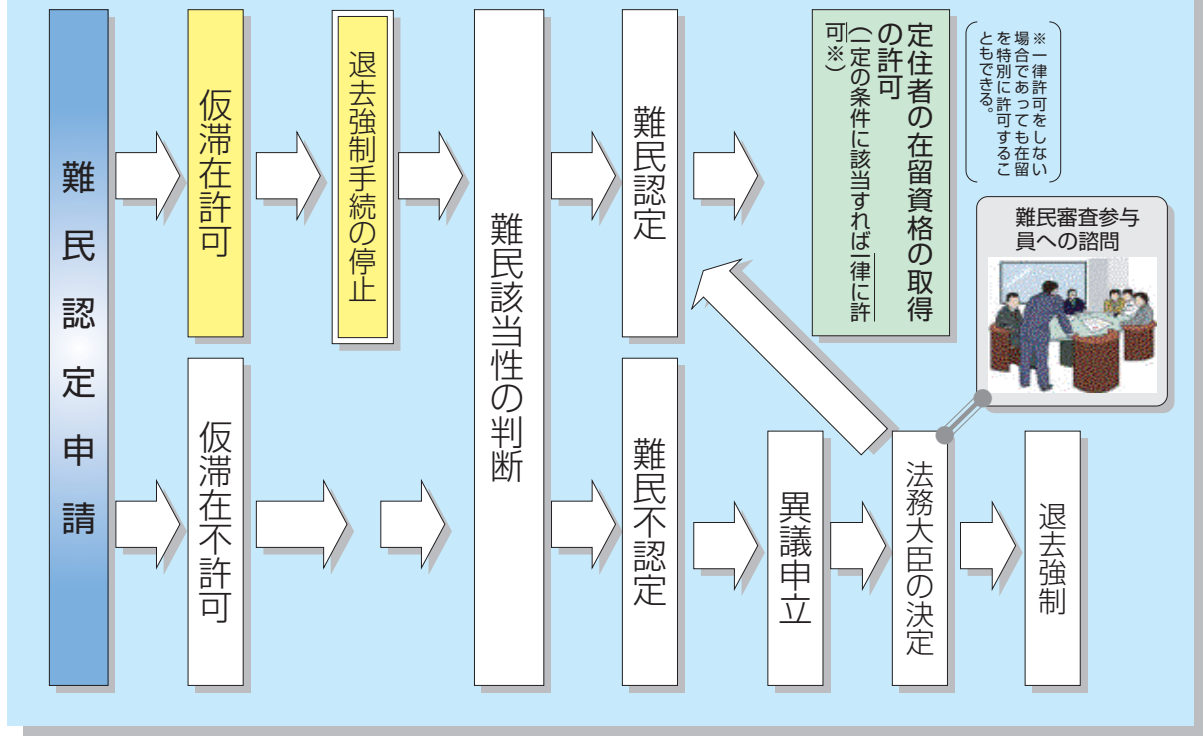 難民認定申請
仮滞在許可
退去強制手続の停止
仮滞在不許可
難民該当性の判断
難民認定
難民不認定
定住者の在留資格の取得
の許可
(一定の条件に該当すれば一律に許
可※)
※一律許可をしない
場合であっても在留
を特別に許可するこ
ともできる。
難民審査参与
員への諮問
異議申立
法務大臣の決定
退去強制